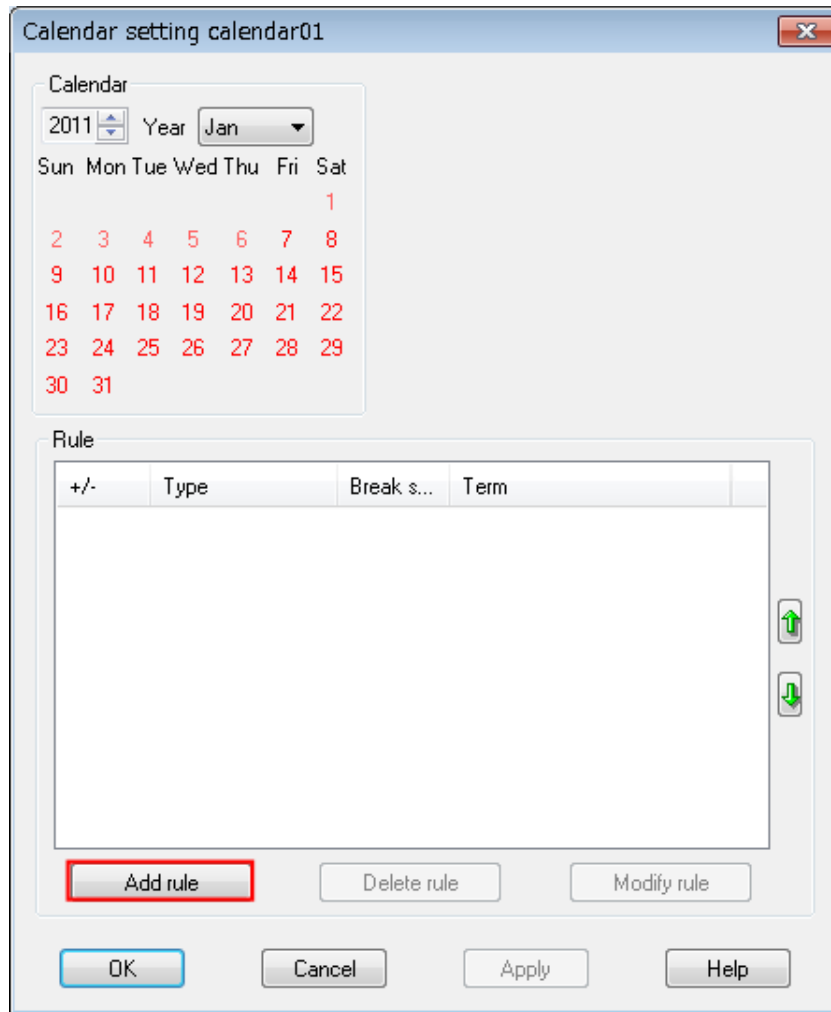 Calendar setting calendar01
Calendar
2011 Year Jan
Sun Mon Tue Wed Thu Fri Sat
1
2 3 4 5 6 7 8
9 10 11 12 13 14 15
16 17 18 19 20 21 22
23 24 25 26 27 28 29
30 31
Rule
+/- Type Break s... Term
Add rule Delete rule Modify rule
OK Cancel Apply Help